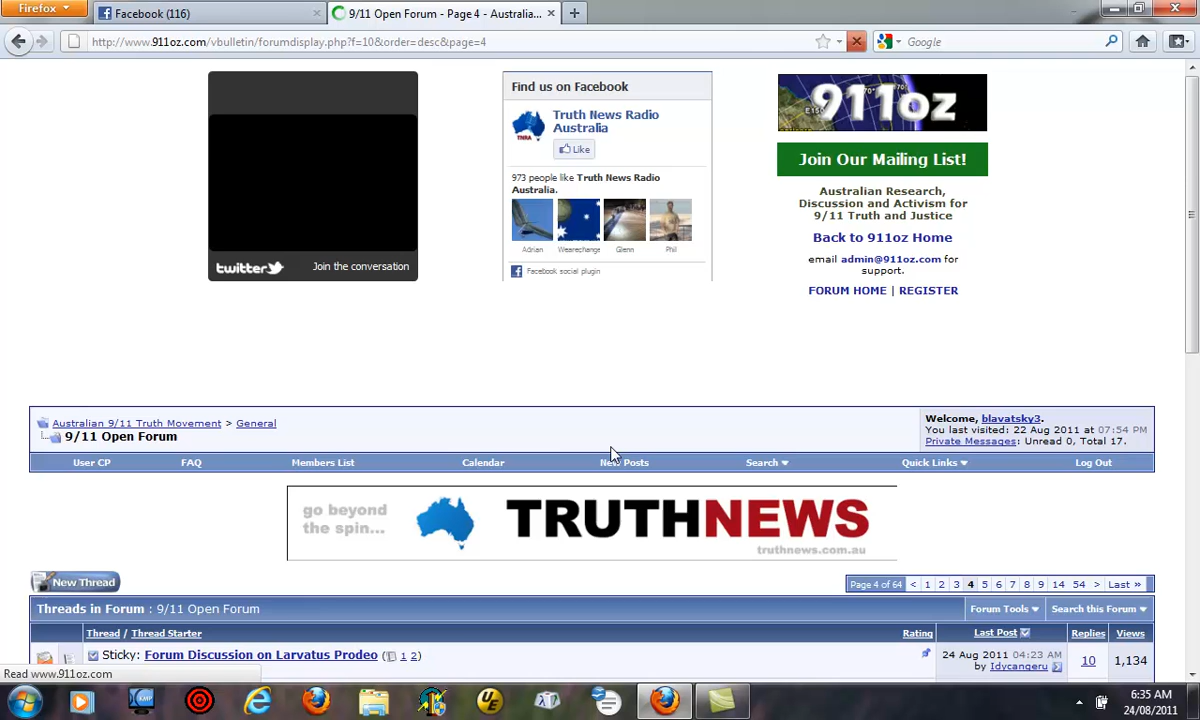 Firefox
Facebook (116)
9/11 Open Forum - Page 4 - Australia...
http://www.911oz.com/vbulletin/forumdisplay.php?f=10&order=desc&page=4
Google
twitter
Join the conversation
Find us on Facebook
Truth News Radio
Australia
TNRA
Like
973 people like Truth News Radio
Australia.
Adrian
Wearechange
Glenn
Phil
Facebook social plugin
911oz
Join Our Mailing List!
Australian Research,
Discussion and Activism for
9/11 Truth and Justice
Back to 911oz Home
email admin@911oz.com for
support.
FORUM HOME | REGISTER
Australian 9/11 Truth Movement > General
9/11 Open Forum
Welcome, blavatsky3.
You last visited: 22 Aug 2011 at 07:54 PM
Private Messages: Unread 0, Total 17.
User CP
FAQ
Members List
Calendar
New Posts
Search
Quick Links
Log Out
go beyond
the spin...
TRUTHNEWS
truthnews.com.au
New Thread
Page 4 of 64 < 1 2 3 4 5 6 7 8 9 14 54 > Last »
Threads in Forum : 9/11 Open Forum
Forum Tools
Search this Forum
Thread / Thread Starter
Rating
Last Post
Replies
Views
Sticky: Forum Discussion on Larvatus Prodeo ( 1 2)
24 Aug 2011 04:23 AM
by Idvcangeru
10
1,134
Read www.911oz.com
KMP
UE
6:35 AM
24/08/2011